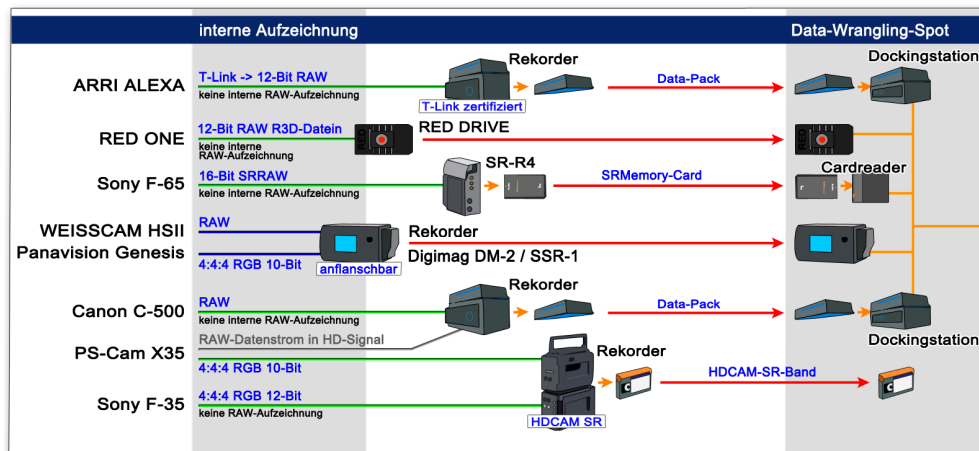 interne Aufzeichnung
Data-Wrangling-Spot
Rekorder
Dockingstation
ARRI ALEXA
T-Link -> 12-Bit RAW
keine interne RAW-Aufzeichnung
T-Link zertifiziert
Data-Pack
RED ONE
12-Bit RAW R3D-Datein
keine interne
RAW-Aufzeichnung
RED
RED DRIVE
RED
Sony F-65
16-Bit SRRAW
keine interne RAW-Aufzeichnung
SR-R4
SRMemory-Card
Cardreader
WEISSCAM HSII
Panavision Genesis
RAW
4:4:4 RGB 10-Bit
anflanschbar
Rekorder
Digimag DM-2 / SSR-1
Canon C-500
RAW
keine interne RAW-Aufzeichnung
Rekorder
Data-Pack
Dockingstation
RAW-Datenstrom in HD-Signal
PS-Cam X35
4:4:4 RGB 10-Bit
Rekorder
HDCAM-SR-Band
Sony F-35
4:4:4 RGB 12-Bit
keine RAW-Aufzeichnung
HDCAM SR